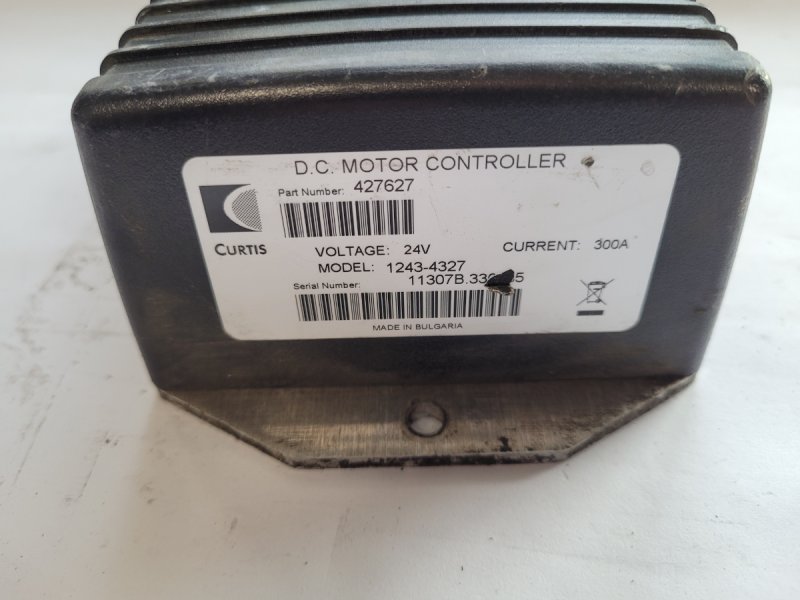 D.C. MOTOR CONTROLLER
Part Number: 427627
CURTIS
VOLTAGE: 24V CURRENT: 300A
MODEL: 1243-4327
Serial Number:
MADE IN BULGARIA